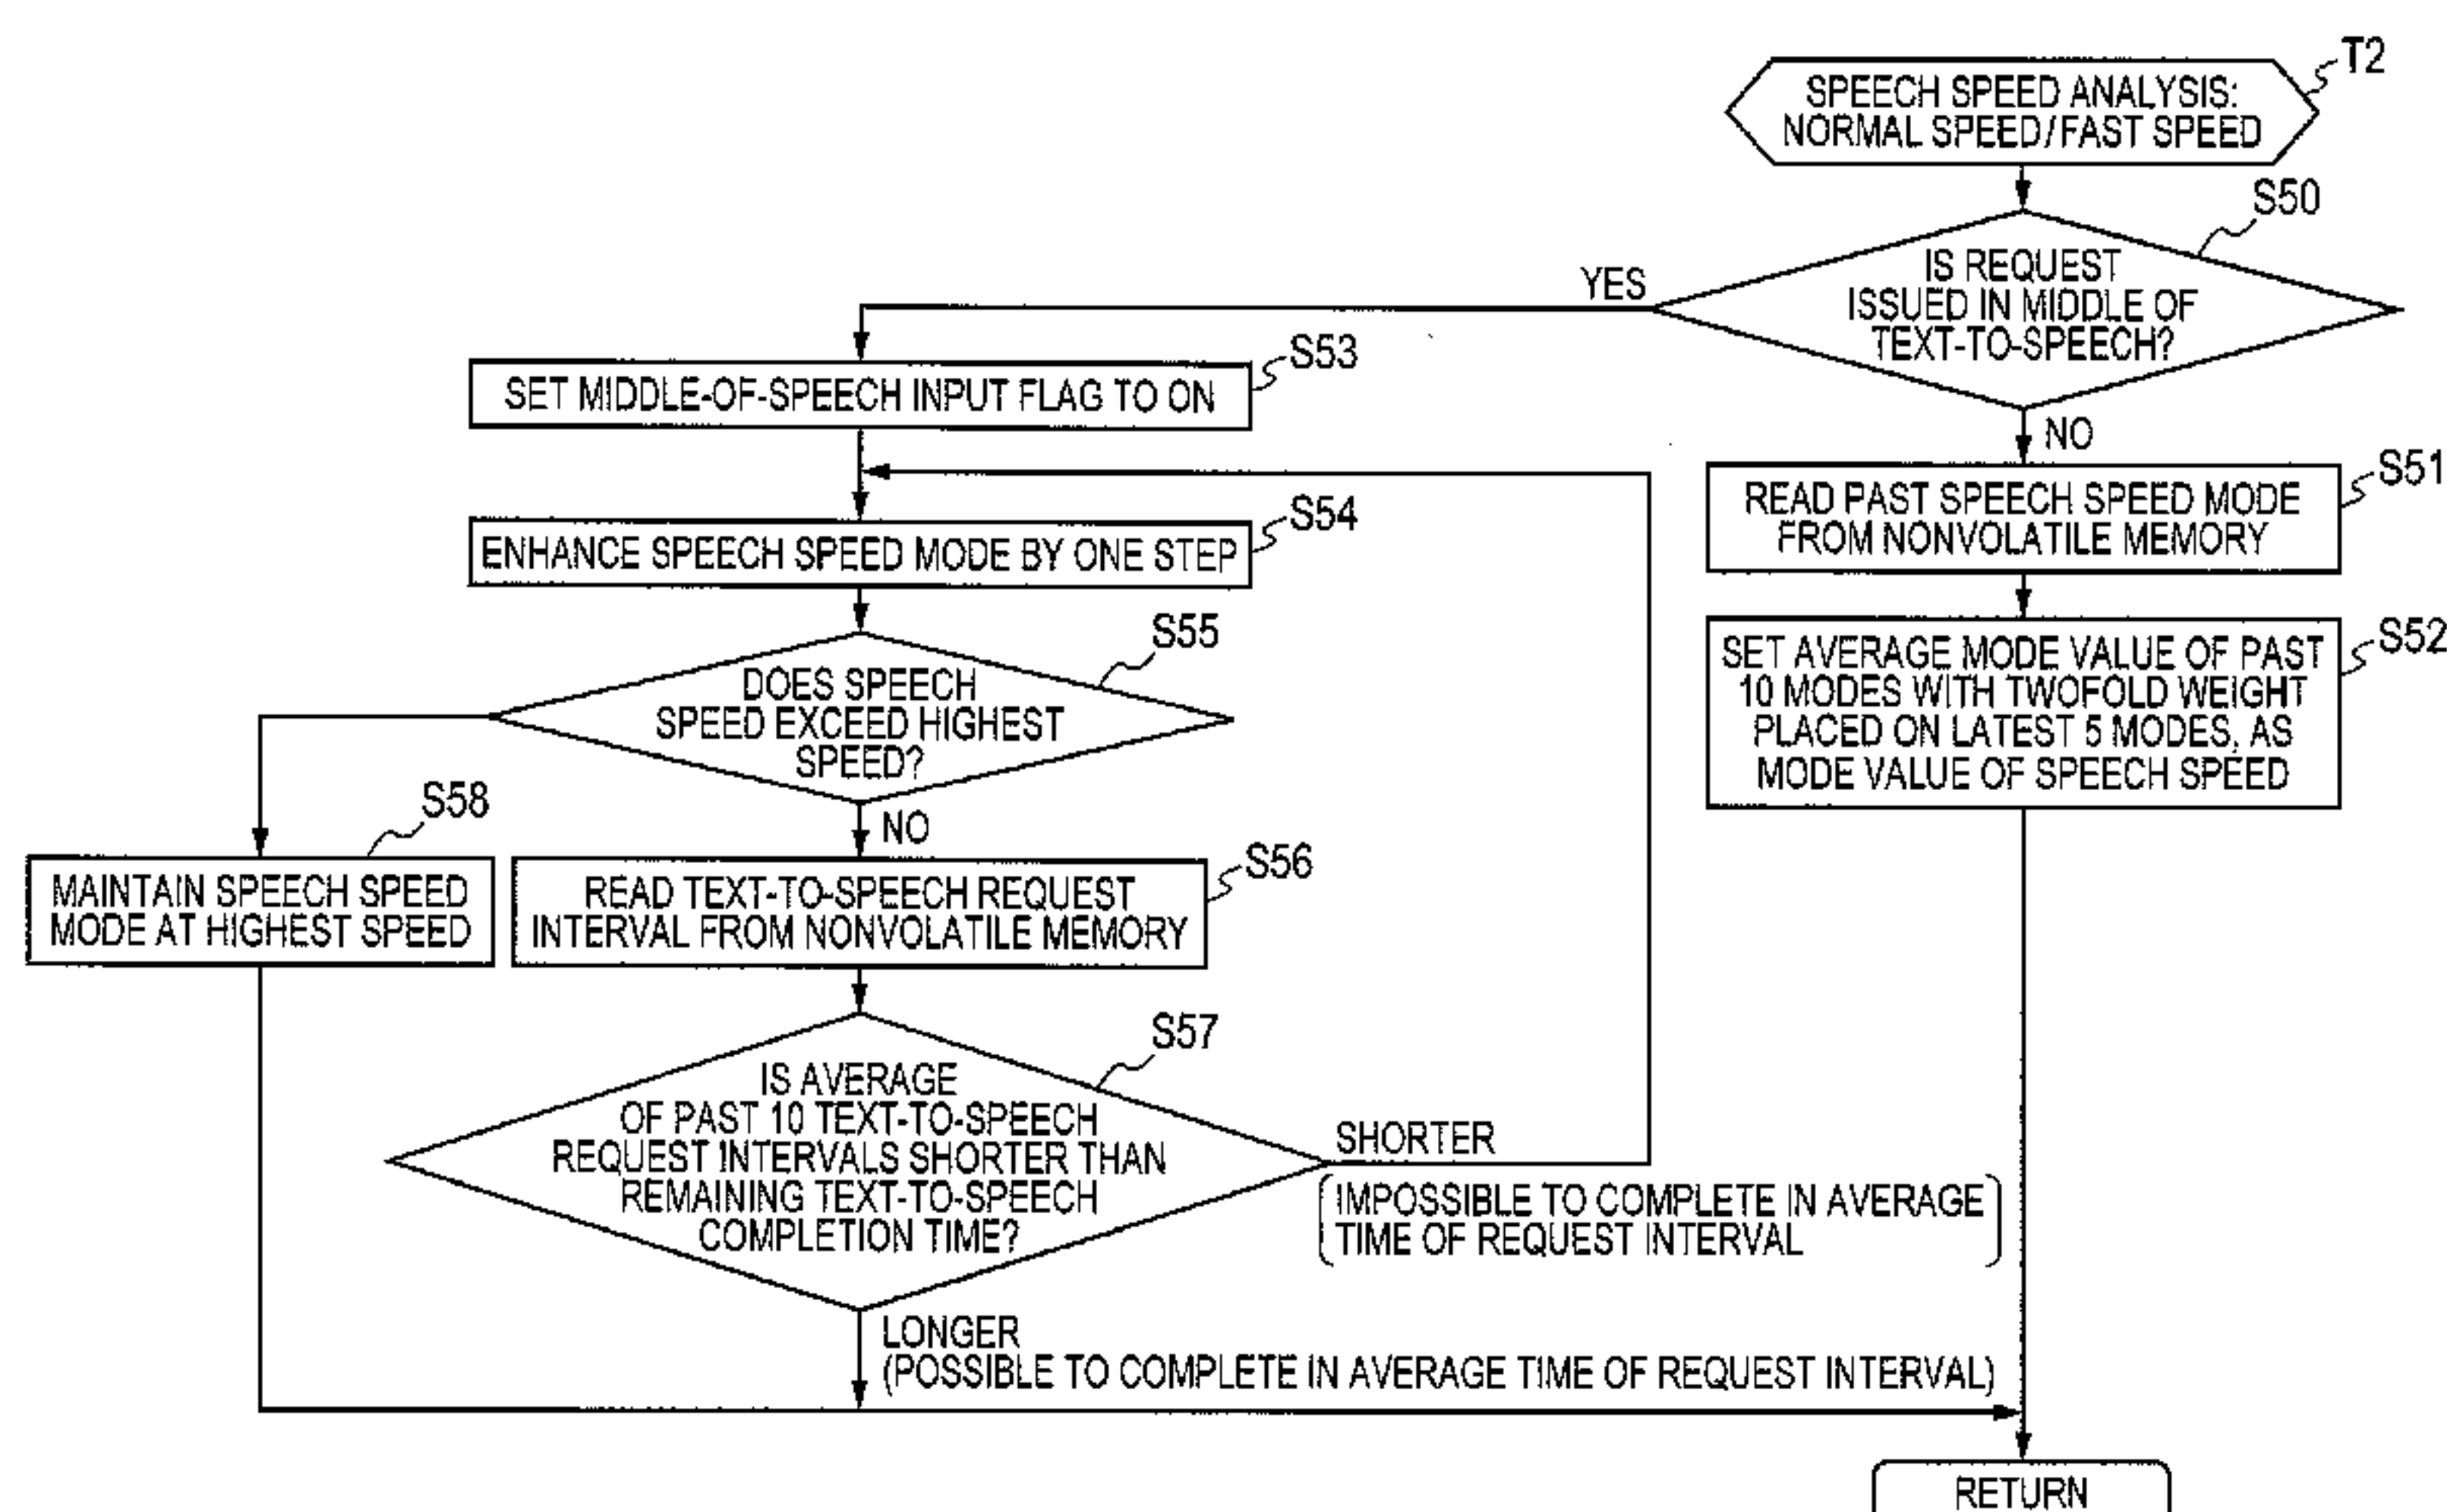 T2
SPEECH SPEED ANALYSIS:
NORMAL SPEED/FAST SPEED
S50
IS REQUEST
ISSUED IN MIDDLE OF
TEXT-TO-SPEECH?
YES
NO
S53
SET MIDDLE-OF-SPEECH INPUT FLAG TO ON
S51
READ PAST SPEECH SPEED MODE
FROM NONVOLATILE MEMORY
S54
ENHANCE SPEECH SPEED MODE BY ONE STEP
S52
SET AVERAGE MODE VALUE OF PAST
10 MODES WITH TWOFOLD WEIGHT
PLACED ON LATEST 5 MODES, AS
MODE VALUE OF SPEECH SPEED
S55
DOES SPEECH
SPEED EXCEED HIGHEST
SPEED?
NO
S58
MAINTAIN SPEECH SPEED
MODE AT HIGHEST SPEED
S56
READ TEXT-TO-SPEECH REQUEST
INTERVAL FROM NONVOLATILE MEMORY
S57
IS AVERAGE
OF PAST 10 TEXT-TO-SPEECH
REQUEST INTERVALS SHORTER THAN
REMAINING TEXT-TO-SPEECH
COMPLETION TIME?
SHORTER
(IMPOSSIBLE TO COMPLETE IN AVERAGE
TIME OF REQUEST INTERVAL)
LONGER
(POSSIBLE TO COMPLETE IN AVERAGE TIME OF REQUEST INTERVAL)
RETURN